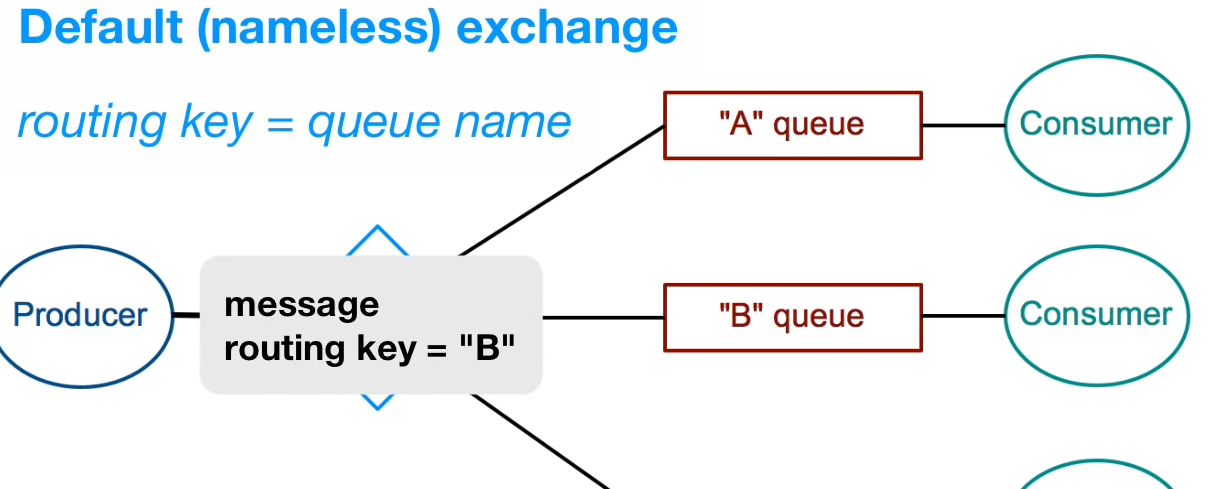 Default (nameless) exchange
routing key = queue name
"A" queue
Consumer
Producer
message
routing key = "B"
"B" queue
Consumer